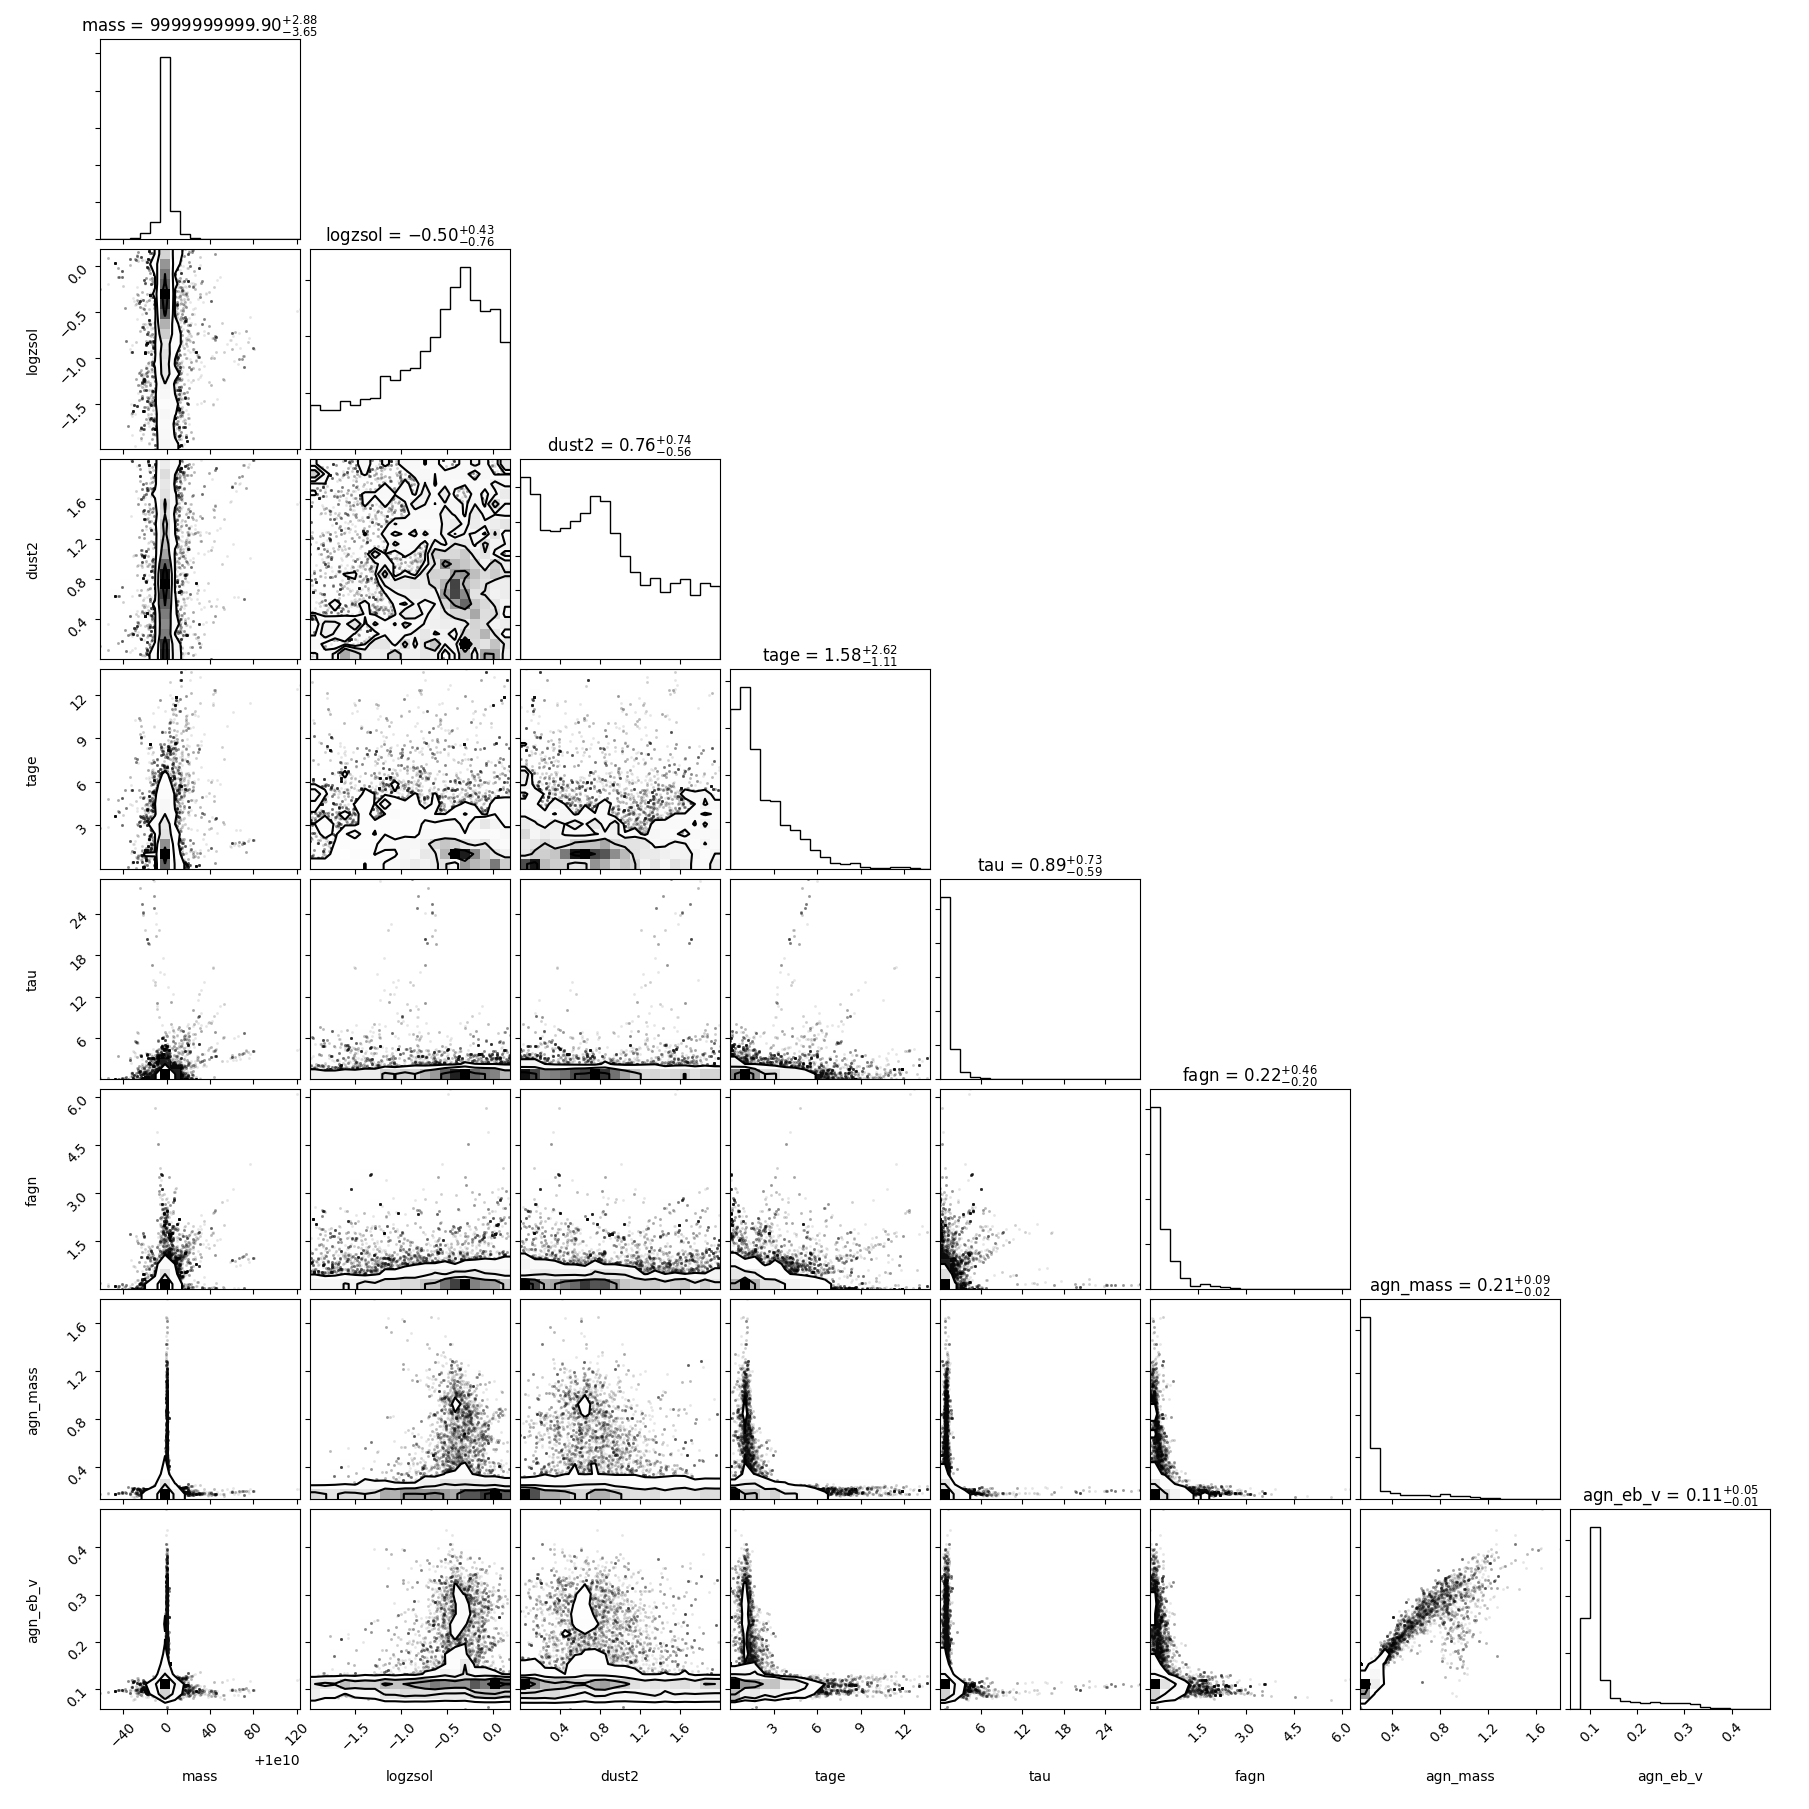 mass = 9999999999.90+2.88 −3.65
logzsol = −0.50+0.43 −0.76
logzsol
0.0
−0.5
−1.0
−1.5
dust2 = 0.76+0.74 −0.56
dust2
1.6
1.2
0.8
0.4
tage = 1.58+2.62 −1.11
tage
12
9
6
3
tau = 0.89+0.73 −0.59
tau
24
18
12
6
fagn = 0.22+0.46 −0.20
fagn
6.0
4.5
3.0
1.5
agn_mass = 0.21+0.09 −0.02
agn_mass
1.6
1.2
0.8
0.4
agn_eb_v = 0.11+0.05 −0.01
agn_eb_v
0.4
0.3
0.2
0.1
−40 0 40 80 120 −1.5 −1.0 −0.5 0.0 0.4 0.8 1.2 1.6 3 6 9 12 6 12 18 24 1.5 3.0 4.5 6.0 0.4 0.8 1.2 1.6 0.1 0.2 0.3 0.4
+1e10
mass logzsol dust2 tage tau fagn agn_mass agn_eb_v